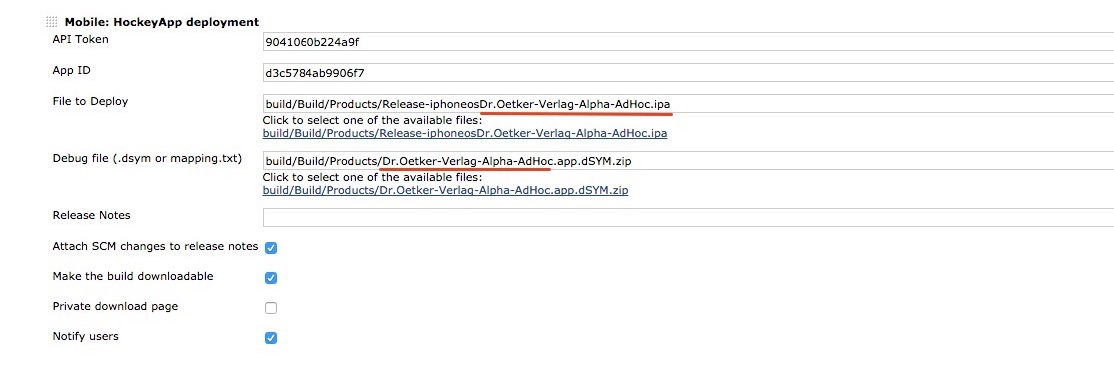 Mobile: HockeyApp deployment
API Token
9041060b224a9f
App ID
d3c5784ab9906f7
File to Deploy
build/Build/Products/Release-iphoneosDr.Oetker-Verlag-Alpha-AdHoc.ipa
Click to select one of the available files:
build/Build/Products/Release-iphoneosDr.Oetker-Verlag-Alpha-AdHoc.ipa
Debug file (.dsym or mapping.txt)
build/Build/Products/Dr.Oetker-Verlag-Alpha-AdHoc.app.dSYM.zip
Click to select one of the available files:
build/Build/Products/Dr.Oetker-Verlag-Alpha-AdHoc.app.dSYM.zip
Release Notes
Attach SCM changes to release notes
Make the build downloadable
Private download page
Notify users